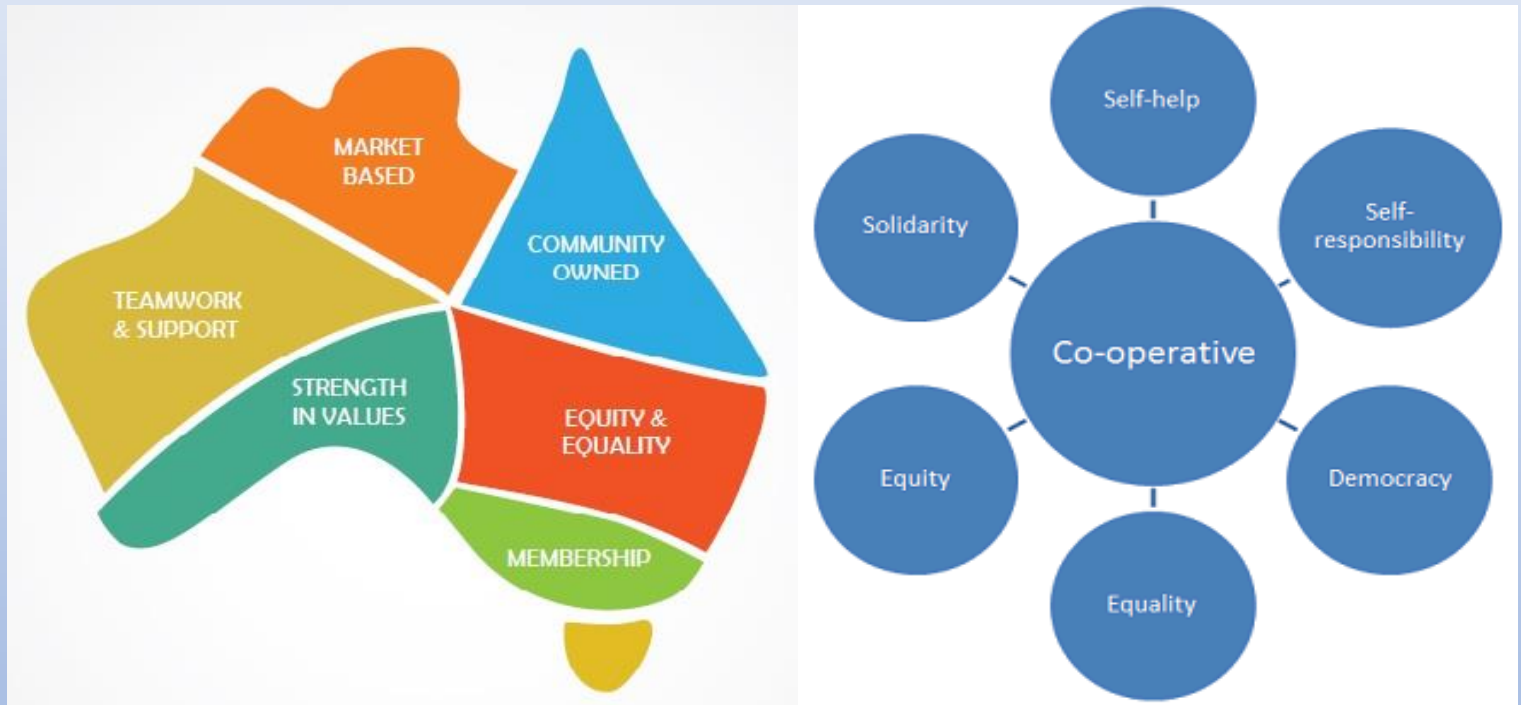 MARKET
BASED
COMMUNITY
OWNED
TEAMWORK
& SUPPORT
STRENGTH
IN VALUES
EQUITY &
EQUALITY
MEMBERSHIP
Self-help
Self-
responsibility
Solidarity
Co-operative
Equity
Democracy
Equality